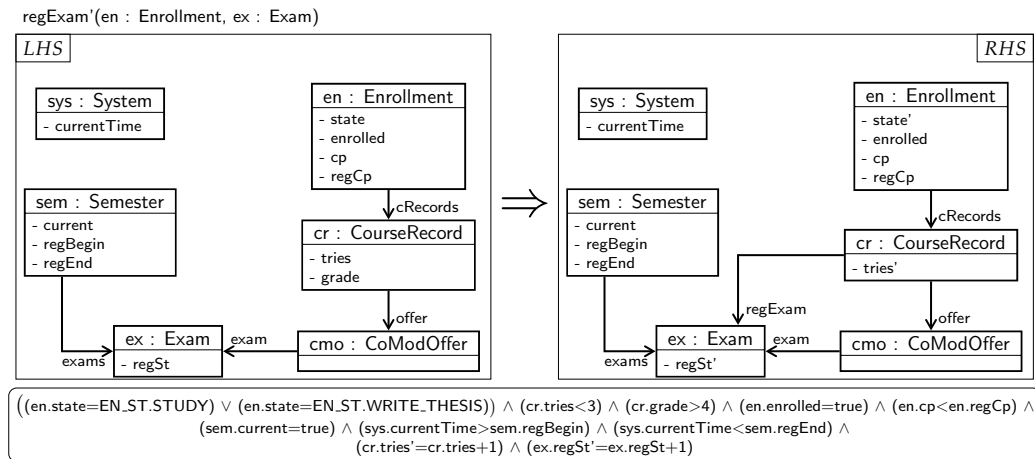 regExam'(en : Enrollment, ex : Exam)
LHS
sys : System
- currentTime
en : Enrollment
- state
- enrolled
- cp
- regCp
sem : Semester
- current
- regBegin
- regEnd
cRecords
cr : CourseRecord
- tries
- grade
offer
ex : Exam
- regSt
exam
cmo : CoModOffer
exams
⇒
RHS
sys : System
- currentTime
en : Enrollment
- state'
- enrolled
- cp
- regCp
sem : Semester
- current
- regBegin
- regEnd
cRecords
cr : CourseRecord
- tries'
regExam
offer
ex : Exam
- regSt'
exam
cmo : CoModOffer
exams
((en.state=EN_ST.STUDY) ∨ (en.state=EN_ST.WRITE_THESIS)) ∧ (cr.tries<3) ∧ (cr.grade>4) ∧ (en.enrolled=true) ∧ (en.cp<en.regCp) ∧
(sem.current=true) ∧ (sys.currentTime>sem.regBegin) ∧ (sys.currentTime<sem.regEnd) ∧
(cr.tries'=cr.tries+1) ∧ (ex.regSt'=ex.regSt+1)